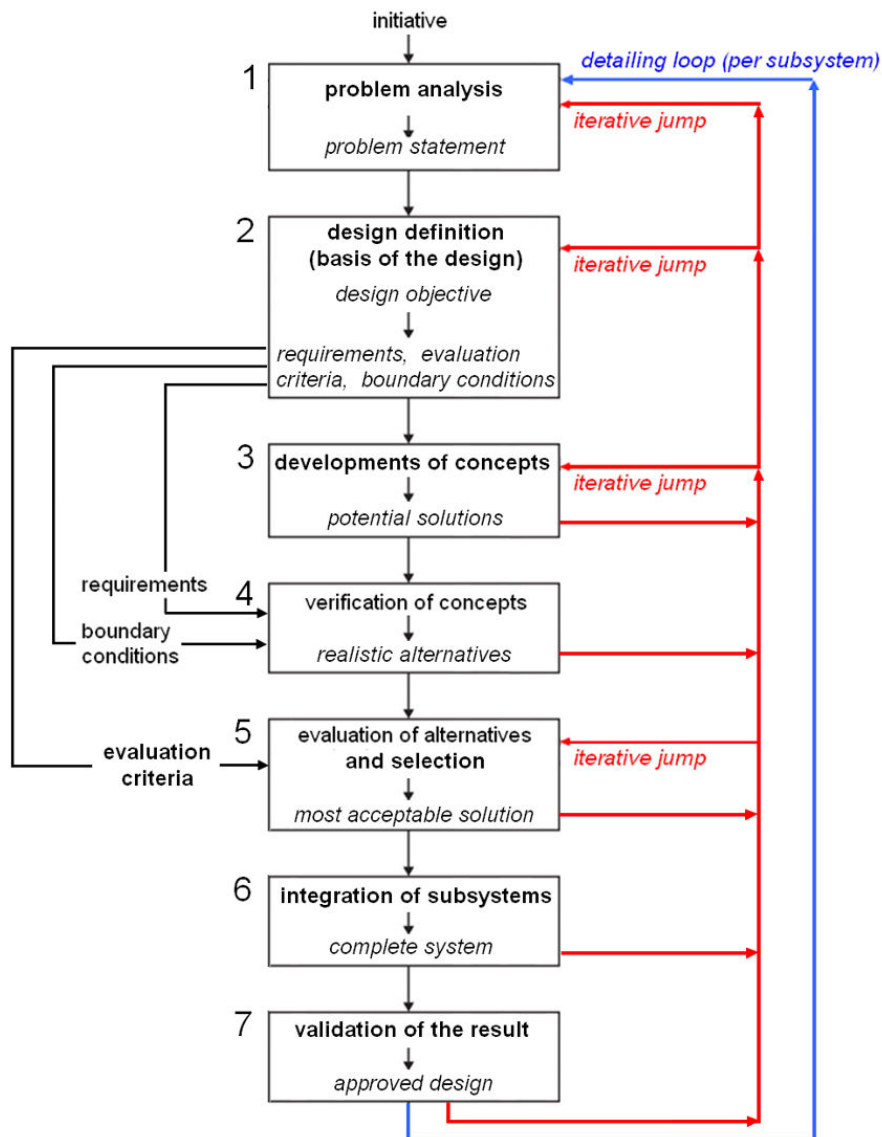 initiative
detailing loop (per subsystem)
1
problem analysis
iterative jump
problem statement
2
design definition
(basis of the design)
iterative jump
design objective
requirements, evaluation
criteria, boundary conditions
3
developments of concepts
iterative jump
potential solutions
requirements
4
verification of concepts
boundary
conditions
realistic alternatives
5
evaluation of alternatives
and selection
iterative jump
evaluation
criteria
most acceptable solution
6
integration of subsystems
complete system
7
validation of the result
approved design